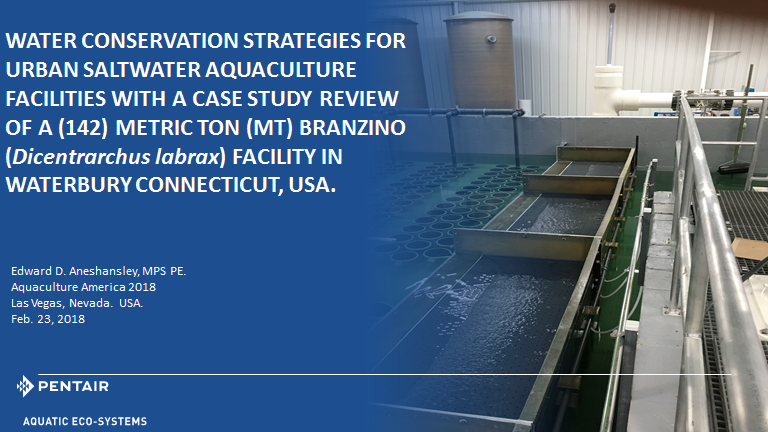 WATER CONSERVATION STRATEGIES FOR
URBAN SALTWATER AQUACULTURE
FACILITIES WITH A CASE STUDY REVIEW
OF A (142) METRIC TON (MT) BRANZINO
(Dicentrarchus labrax) FACILITY IN
WATERBURY CONNECTICUT, USA.
Edward D. Aneshansley, MPS PE.
Aquaculture America 2018
Las Vegas, Nevada. USA.
Feb. 23, 2018
PENTAIR
AQUATIC ECO-SYSTEMS